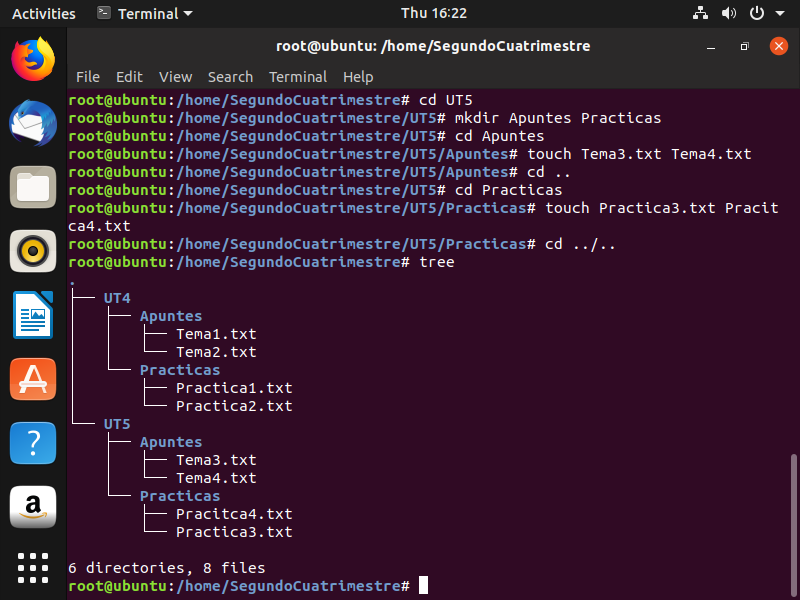 Activities Terminal Thu 16:22
root@ubuntu: /home/SegundoCuatrimestre
File Edit View Search Terminal Help
root@ubuntu:/home/SegundoCuatrimestre# cd UT5
root@ubuntu:/home/SegundoCuatrimestre/UT5# mkdir Apuntes Practicas
root@ubuntu:/home/SegundoCuatrimestre/UT5# cd Apuntes
root@ubuntu:/home/SegundoCuatrimestre/UT5/Apuntes# touch Tema3.txt Tema4.txt
root@ubuntu:/home/SegundoCuatrimestre/UT5/Apuntes# cd ..
root@ubuntu:/home/SegundoCuatrimestre/UT5# cd Practicas
root@ubuntu:/home/SegundoCuatrimestre/UT5/Practicas# touch Practica3.txt Pracit
ca4.txt
root@ubuntu:/home/SegundoCuatrimestre/UT5/Practicas# cd ../..
root@ubuntu:/home/SegundoCuatrimestre# tree
.
├── UT4
│   ├── Apuntes
│   │   ├── Tema1.txt
│   │   └── Tema2.txt
│   └── Practicas
│       ├── Practica1.txt
│       └── Practica2.txt
└── UT5
    ├── Apuntes
    │   ├── Tema3.txt
    │   └── Tema4.txt
    └── Practicas
        ├── Pracitca4.txt
        └── Practica3.txt
6 directories, 8 files
root@ubuntu:/home/SegundoCuatrimestre#